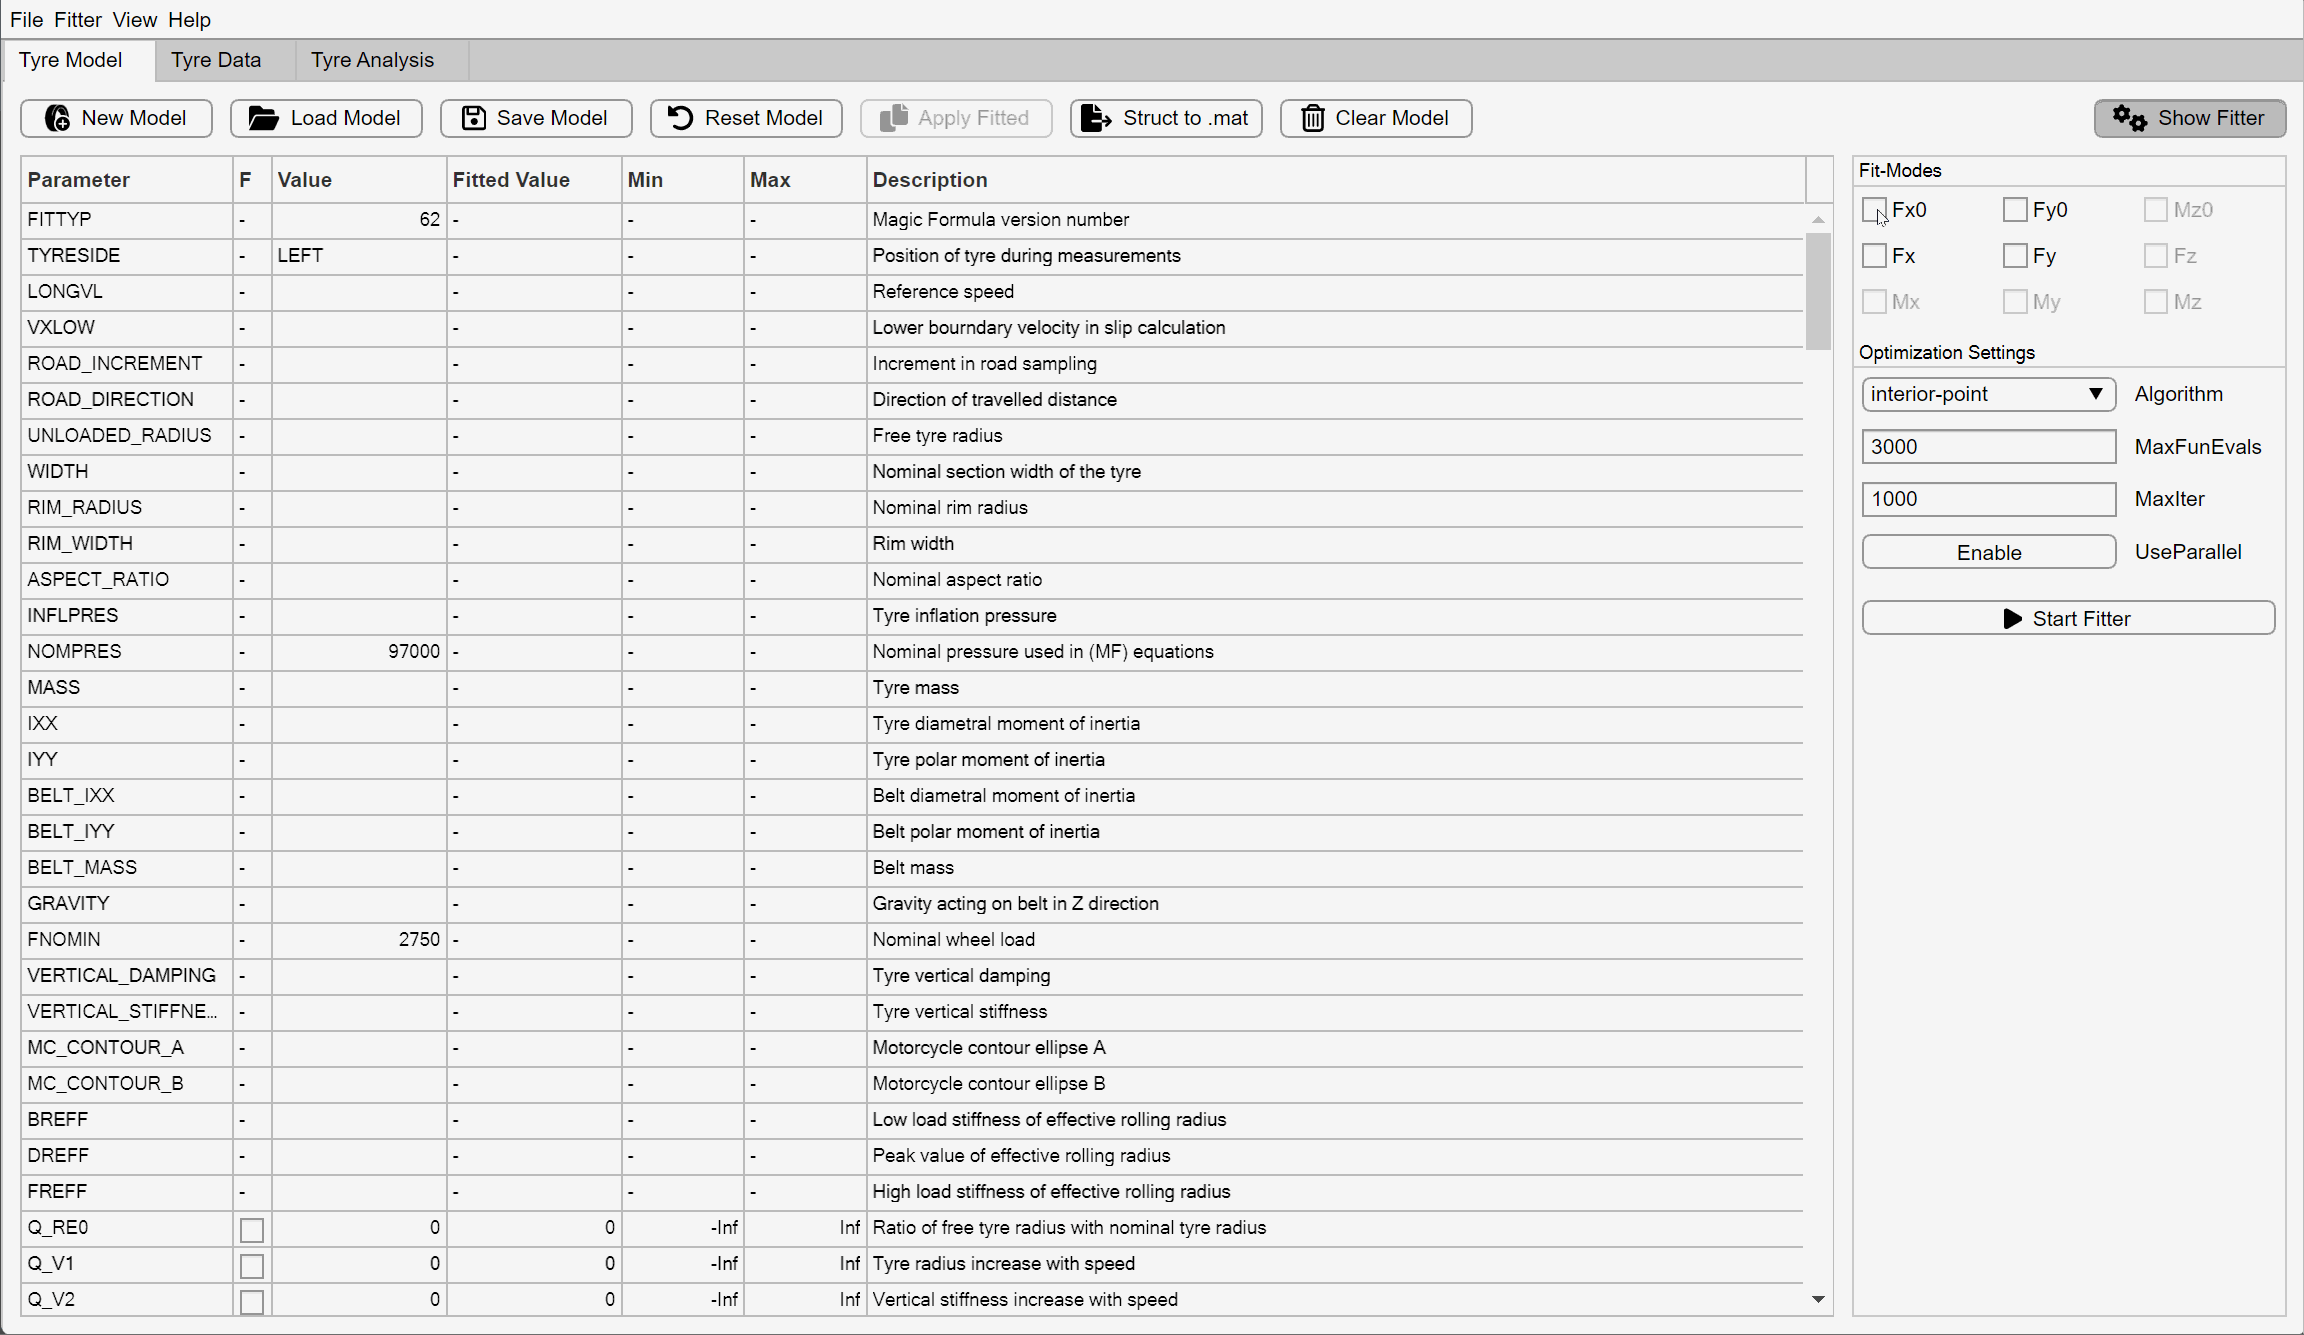 File Fitter View Help
Tyre Model Tyre Data Tyre Analysis
New Model Load Model Save Model Reset Model Apply Fitted Struct to .mat Clear Model Show Fitter
Parameter F Value Fitted Value Min Max Description
FITTYP - 62 - - - Magic Formula version number
TYRESIDE - LEFT - - - Position of tyre during measurements
LONGVL - - - - Reference speed
VXLOW - - - - Lower bourndary velocity in slip calculation
ROAD_INCREMENT - - - - Increment in road sampling
ROAD_DIRECTION - - - - Direction of travelled distance
UNLOADED_RADIUS - - - - Free tyre radius
WIDTH - - - - Nominal section width of the tyre
RIM_RADIUS - - - - Nominal rim radius
RIM_WIDTH - - - - Rim width
ASPECT_RATIO - - - - Nominal aspect ratio
INFLPRES - - - - Tyre inflation pressure
NOMPRES - 97000 - - - Nominal pressure used in (MF) equations
MASS - - - - Tyre mass
IXX - - - - Tyre diametral moment of inertia
IYY - - - - Tyre polar moment of inertia
BELT_IXX - - - - Belt diametral moment of inertia
BELT_IYY - - - - Belt polar moment of inertia
BELT_MASS - - - - Belt mass
GRAVITY - - - - Gravity acting on belt in Z direction
FNOMIN - 2750 - - - Nominal wheel load
VERTICAL_DAMPING - - - - Tyre vertical damping
VERTICAL_STIFFNE... - - - - Tyre vertical stiffness
MC_CONTOUR_A - - - - Motorcycle contour ellipse A
MC_CONTOUR_B - - - - Motorcycle contour ellipse B
BREFF - - - - Low load stiffness of effective rolling radius
DREFF - - - - Peak value of effective rolling radius
FREFF - - - - High load stiffness of effective rolling radius
Q_RE0 0 0 -Inf Inf Ratio of free tyre radius with nominal tyre radius
Q_V1 0 0 -Inf Inf Tyre radius increase with speed
Q_V2 0 0 -Inf Inf Vertical stiffness increase with speed
Fit-Modes
Fx0 Fy0 Mz0
Fx Fy Fz
Mx My Mz
Optimization Settings
interior-point Algorithm
3000 MaxFunEvals
1000 MaxIter
Enable UseParallel
Start Fitter